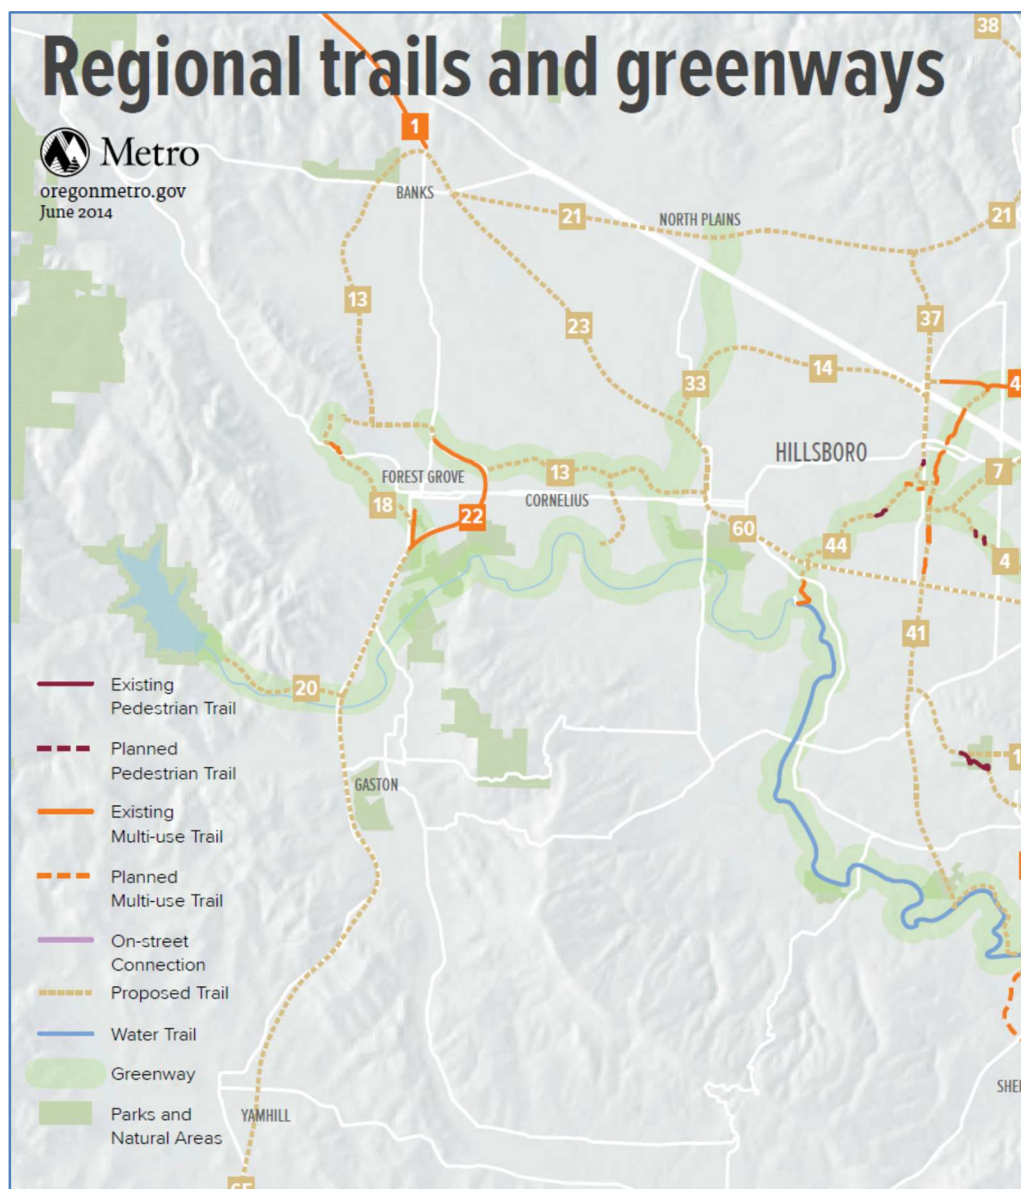 Regional trails and greenways
Metro
oregonmetro.gov
June 2014
38
1
BANKS
21
NORTH PLAINS
21
13
23
37
33
14
4
HILLSBORO
FOREST GROVE
13
7
18
CORNELIUS
22
60
44
4
41
20
GASTON
1
YAMHILL
Existing
Pedestrian Trail
Planned
Pedestrian Trail
Existing
Multi-use Trail
Planned
Multi-use Trail
On-street
Connection
Proposed Trail
Water Trail
Greenway
Parks and
Natural Areas